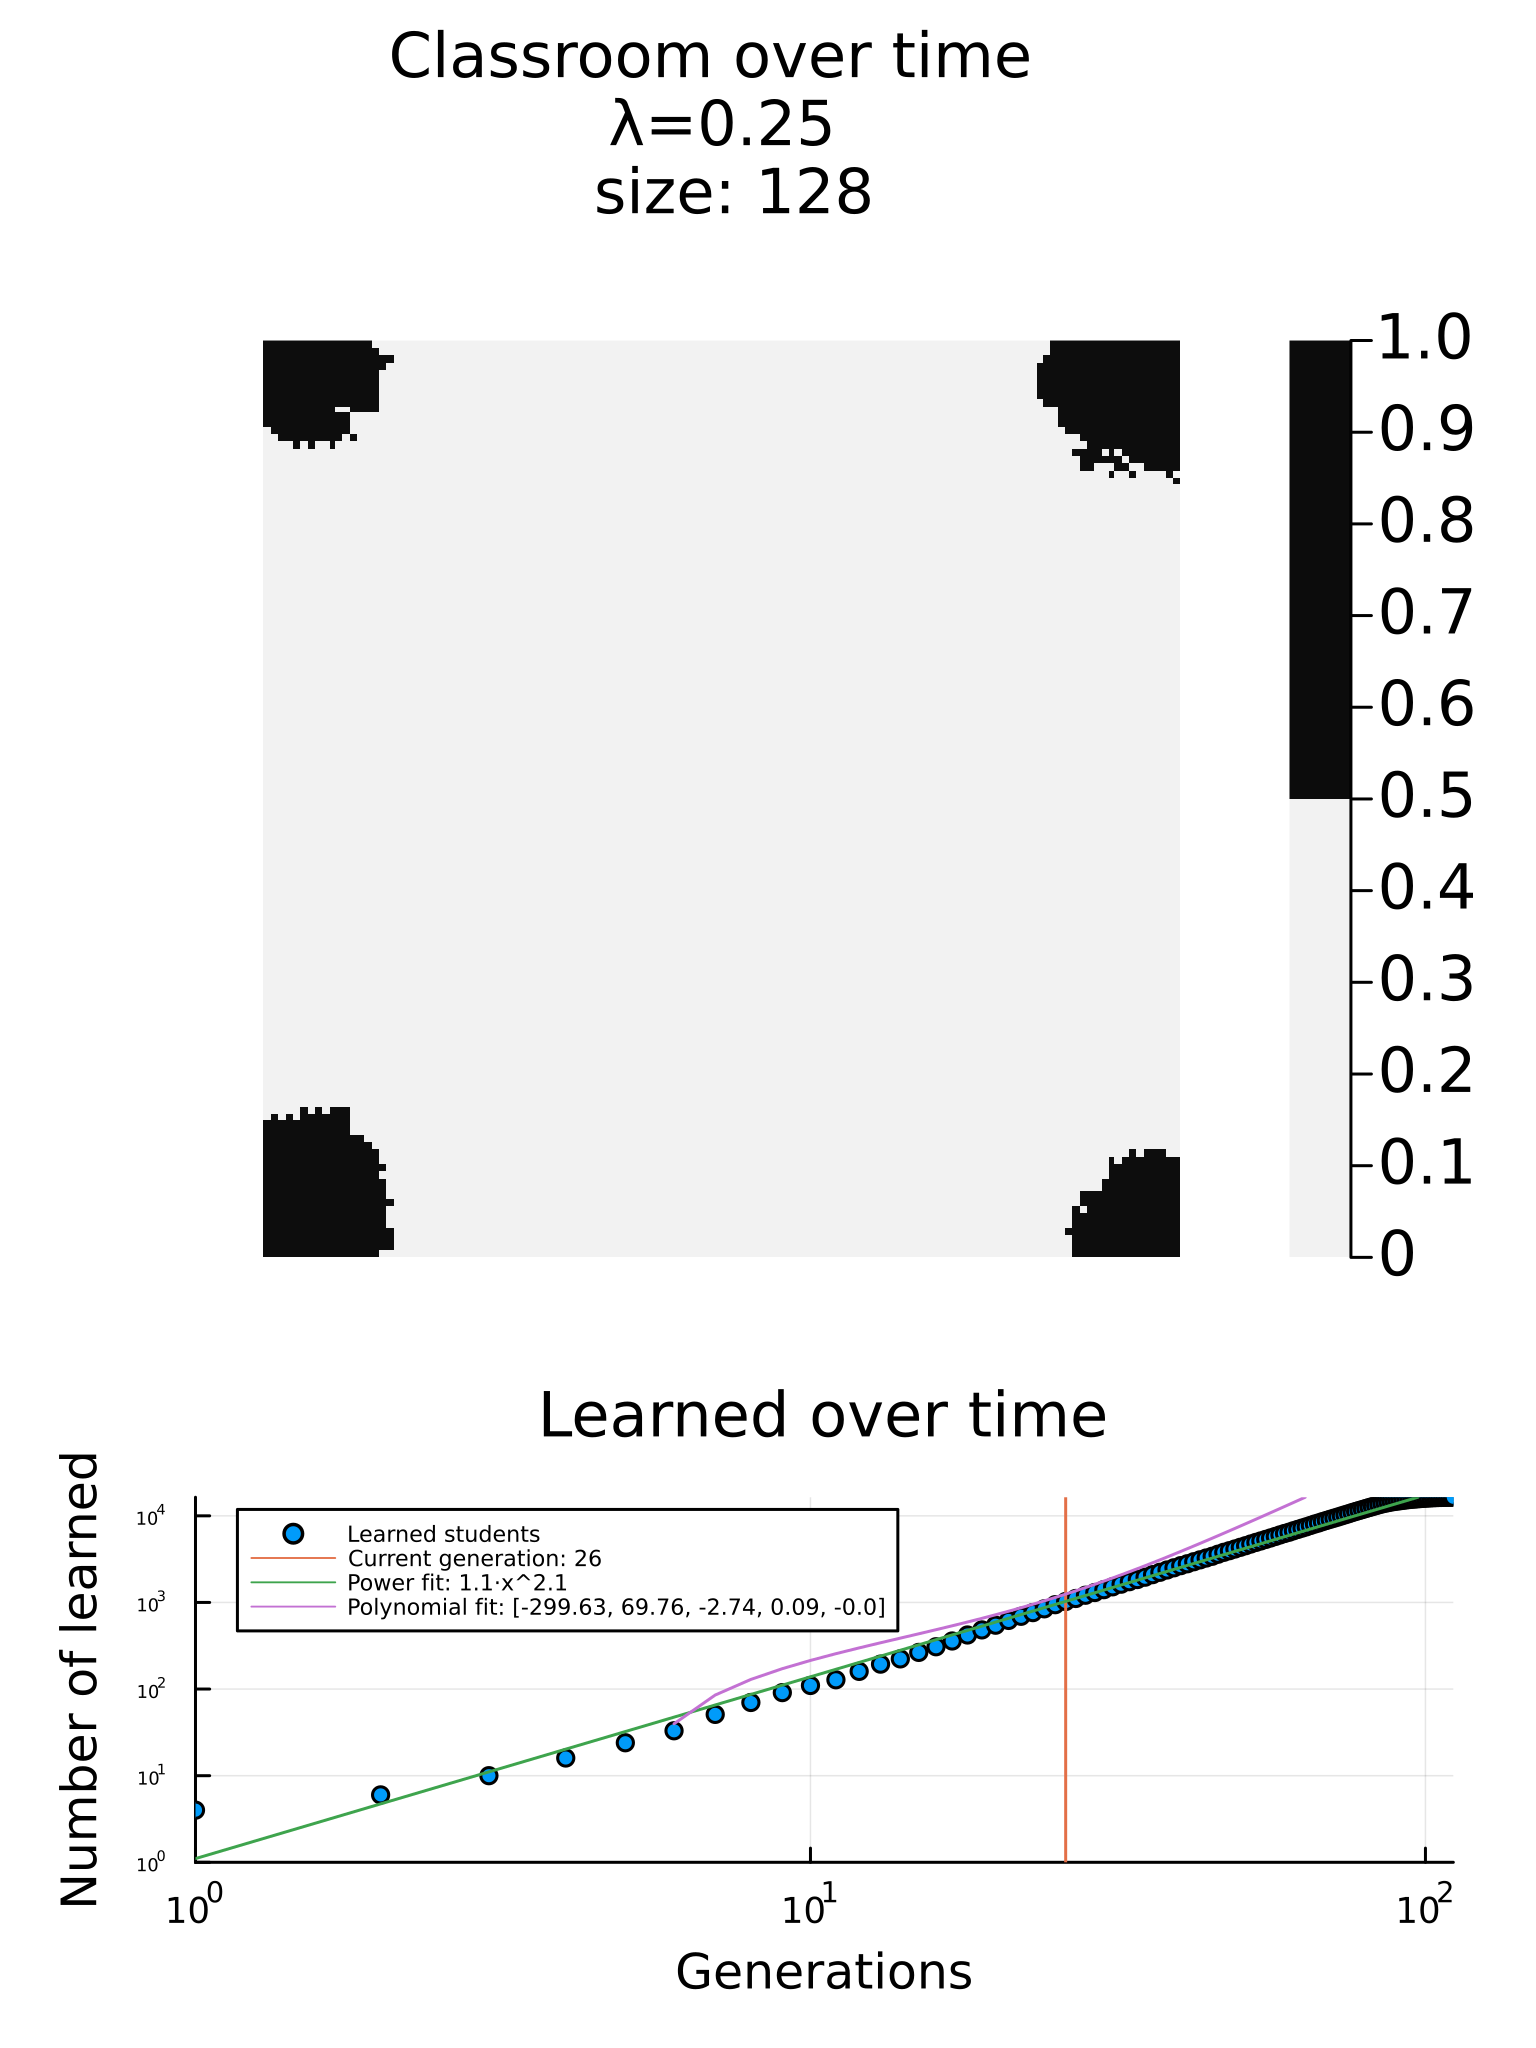 Classroom over time
λ=0.25
size: 128
1.0
0.9
0.8
0.7
0.6
0.5
0.4
0.3
0.2
0.1
0
Learned over time
Number of learned
10^4
10^3
10^2
10^1
10^0
Learned students
Current generation: 26
Power fit: 1.1·x^2.1
Polynomial fit: [-299.63, 69.76, -2.74, 0.09, -0.0]
10^0 10^1 10^2
Generations